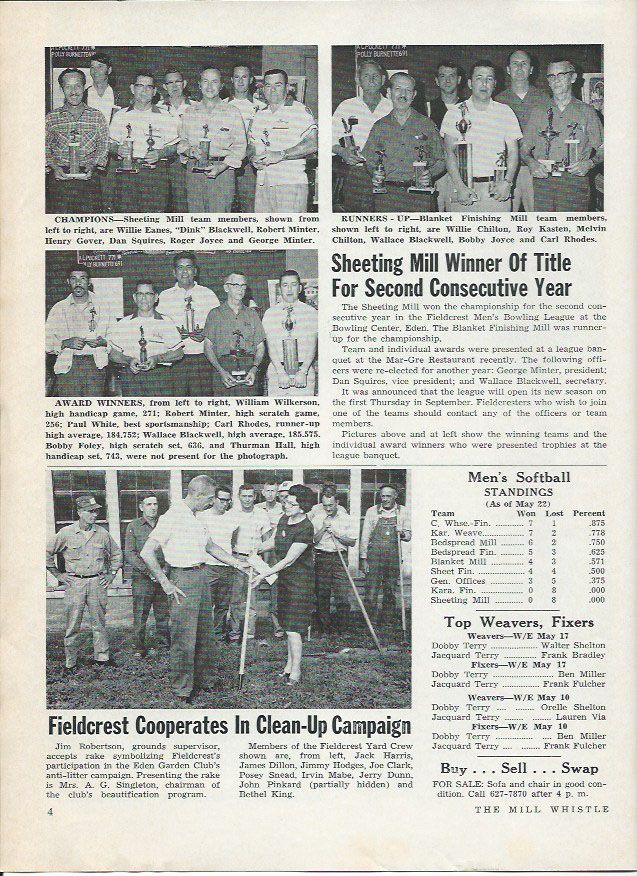 A.L.PUCKETT 771
POLLY BURNETTE 691
A.L.PUCKETT 771
POLLY BURNETTE 691
CHAMPIONS—Sheeting Mill team members, shown from
left to right, are Willie Eanes, "Dink" Blackwell, Robert Minter,
Henry Gover, Dan Squires, Roger Joyce and George Minter.
RUNNERS - UP—Blanket Finishing Mill team members,
shown left to right, are Willie Chilton, Roy Kasten, Melvin
Chilton, Wallace Blackwell, Bobby Joyce and Carl Rhodes.
A.L.PUCKETT 771
POLLY BURNETTE 691
AWARD WINNERS, from left to right, William Wilkerson,
high handicap game, 271; Robert Minter, high scratch game,
256; Paul White, best sportsmanship; Carl Rhodes, runner-up
high average, 184,752; Wallace Blackwell, high average, 185.575.
Bobby Foley, high scratch set, 636, and Thurman Hall, high
handicap set, 743, were not present for the photograph.
Sheeting Mill Winner Of Title
For Second Consecutive Year
The Sheeting Mill won the championship for the second con-
secutive year in the Fieldcrest Men's Bowling League at the
Bowling Center, Eden. The Blanket Finishing Mill was runner-
up for the championship.
Team and individual awards were presented at a league ban-
quet at the Mar-Gre Restaurant recently. The following offi-
cers were re-elected for another year: George Minter, president;
Dan Squires, vice president; and Wallace Blackwell, secretary.
It was announced that the league will open its new season on
the first Thursday in September. Fieldcresters who wish to join
one of the teams should contact any of the officers or team
members.
Pictures above and at left show the winning teams and the
individual award winners who were presented trophies at the
league banquet.
Fieldcrest Cooperates In Clean-Up Campaign
Jim Robertson, grounds supervisor,
accepts rake symbolizing Fieldcrest's
participation in the Eden Garden Club's
anti-litter campaign. Presenting the rake
is Mrs. A. G. Singleton, chairman of
the club's beautification program.
Members of the Fieldcrest Yard Crew
shown are, from left, Jack Harris,
James Dillon, Jimmy Hodges, Joe Clark,
Posey Snead, Irvin Mabe, Jerry Dunn,
John Pinkard (partially hidden) and
Bethel King.
Men's Softball
STANDINGS
(As of May 22)
Team Won Lost Percent
C. Whse.-Fin. .......... 7 1 .875
Kar. Weave .......... 7 2 .778
Bedspread Mill ...... 6 2 .750
Bedspread Fin. ...... 5 3 .625
Blanket Mill .......... 4 3 .571
Sheet Fin. .............. 4 4 .500
Gen. Offices .......... 3 5 .375
Kara. Fin. .............. 0 8 .000
Sheeting Mill ........ 0 8 .000
Top Weavers, Fixers
Weavers—W/E May 17
Dobby Terry .................... Walter Shelton
Jacquard Terry ................ Frank Bradley
Fixers—W/E May 17
Dobby Terry ........................ Ben Miller
Jacquard Terry ................ Frank Fulcher
Weavers—W/E May 10
Dobby Terry .... ........ Orelle Shelton
Jacquard Terry ..... ....... Lauren Via
Fixers—W/E May 10
Dobby Terry .................... .... Ben Miller
Jacquard Terry .... ........ Frank Fulcher
Buy . . . Sell . . . Swap
FOR SALE: Sofa and chair in good con-
dition. Call 627-7870 after 4 p. m.
4
THE MILL WHISTLE